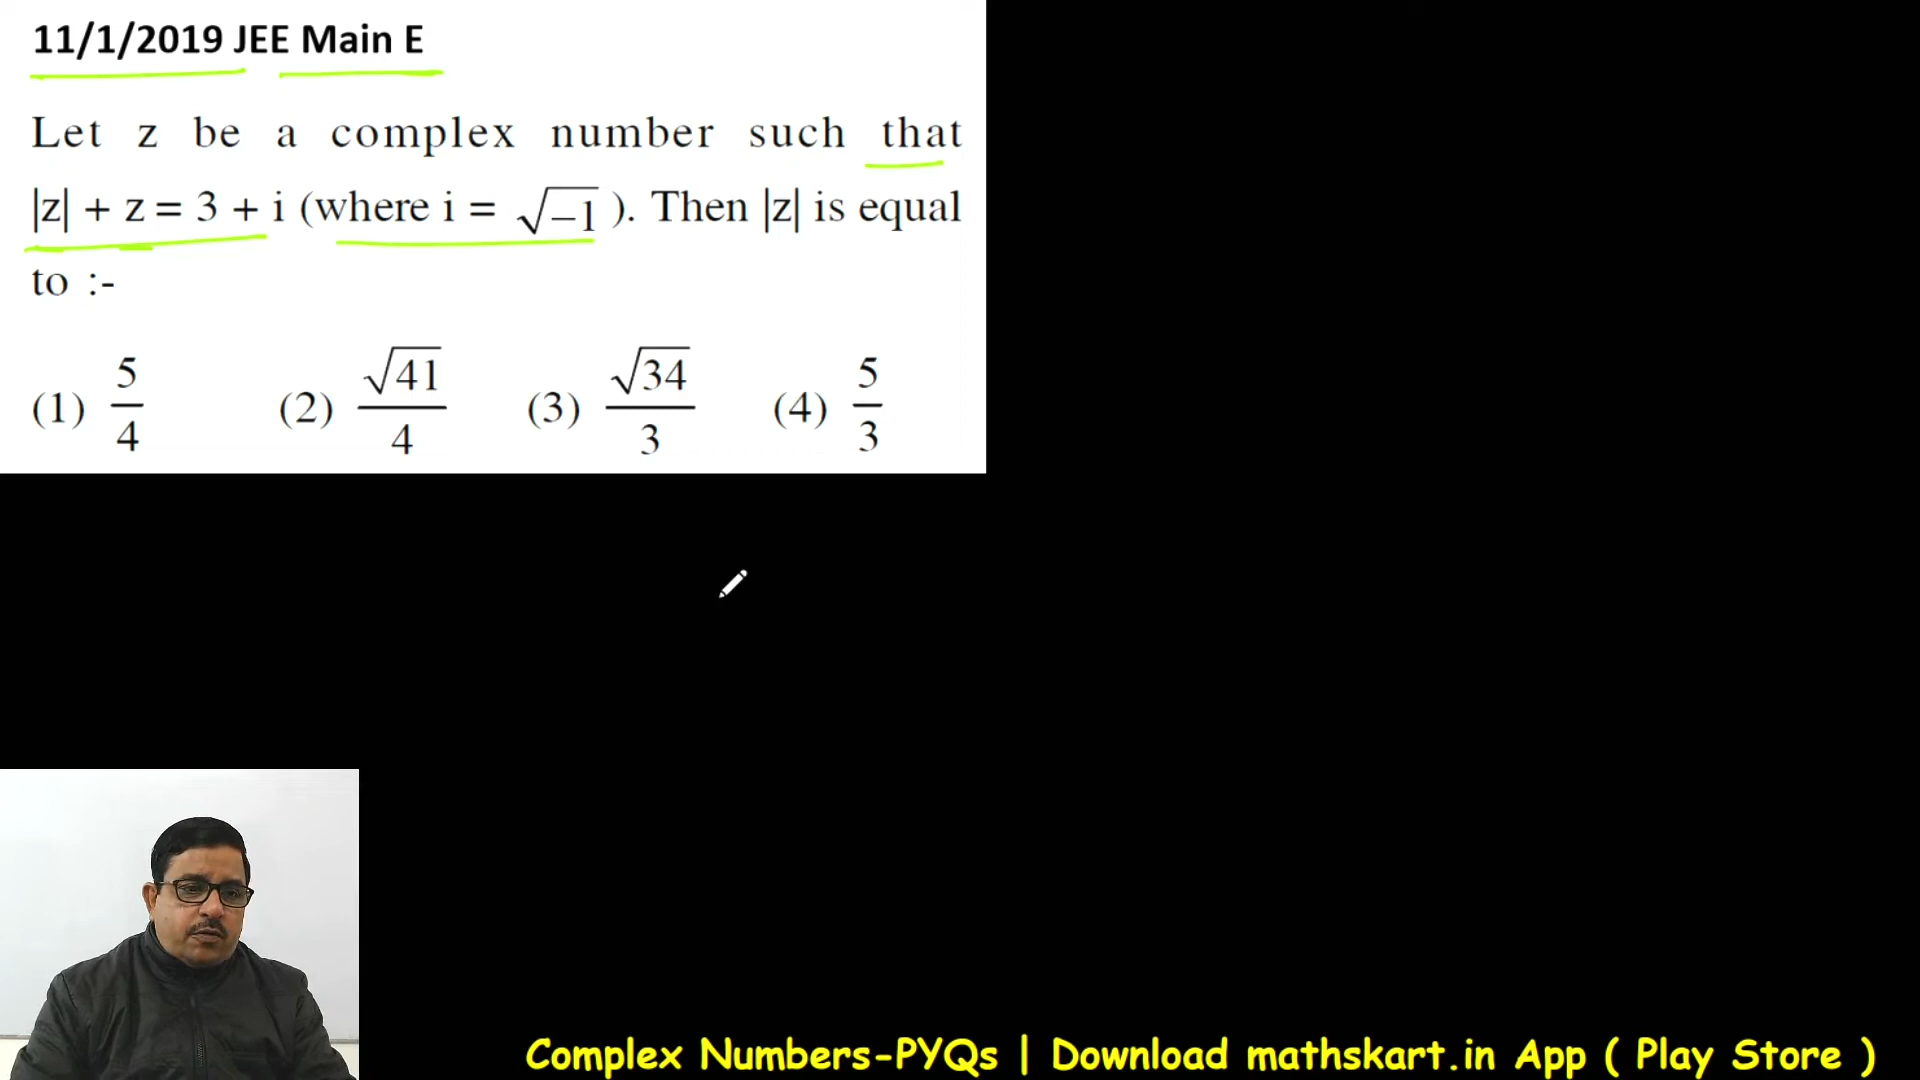 11/1/2019 JEE Main E
Let z be a complex number such that
|z| + z = 3 + i (where i = √−1 ). Then |z| is equal
to :-
(1) 5/4 (2) √41/4 (3) √34/3 (4) 5/3
Complex Numbers-PYQs | Download mathskart.in App ( Play Store )